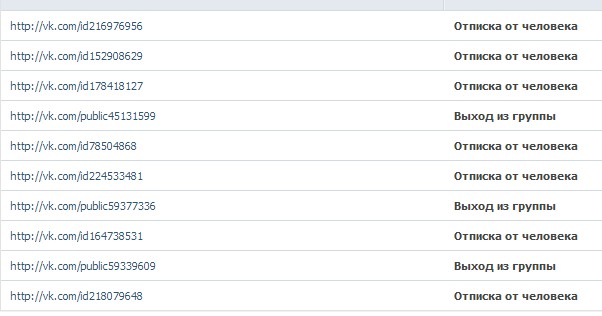 http://vk.com/id216976956 Отписка от человека
http://vk.com/id152908629 Отписка от человека
http://vk.com/id178418127 Отписка от человека
http://vk.com/public45131599 Выход из группы
http://vk.com/id78504868 Отписка от человека
http://vk.com/id224533481 Отписка от человека
http://vk.com/public59377336 Выход из группы
http://vk.com/id164738531 Отписка от человека
http://vk.com/public59339609 Выход из группы
http://vk.com/id218079648 Отписка от человека